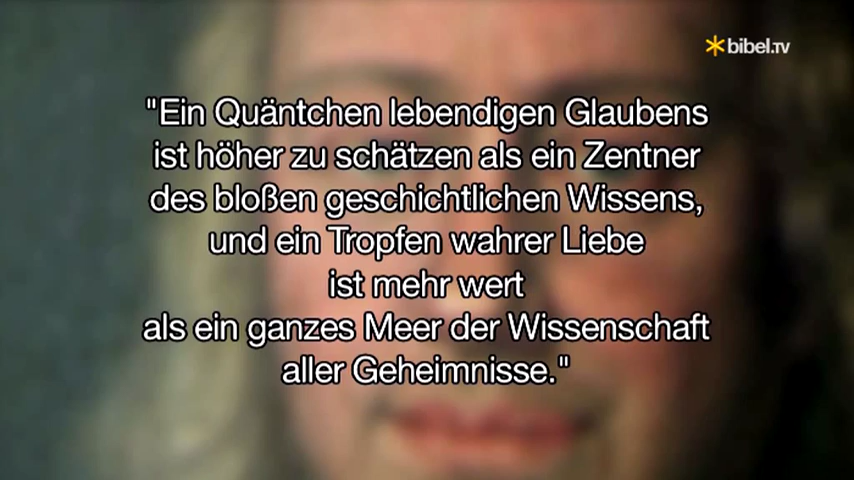 bibel.TV
"Ein Quäntchen lebendigen Glaubens
ist höher zu schätzen als ein Zentner
des bloßen geschichtlichen Wissens,
und ein Tropfen wahrer Liebe
ist mehr wert
als ein ganzes Meer der Wissenschaft
aller Geheimnisse."